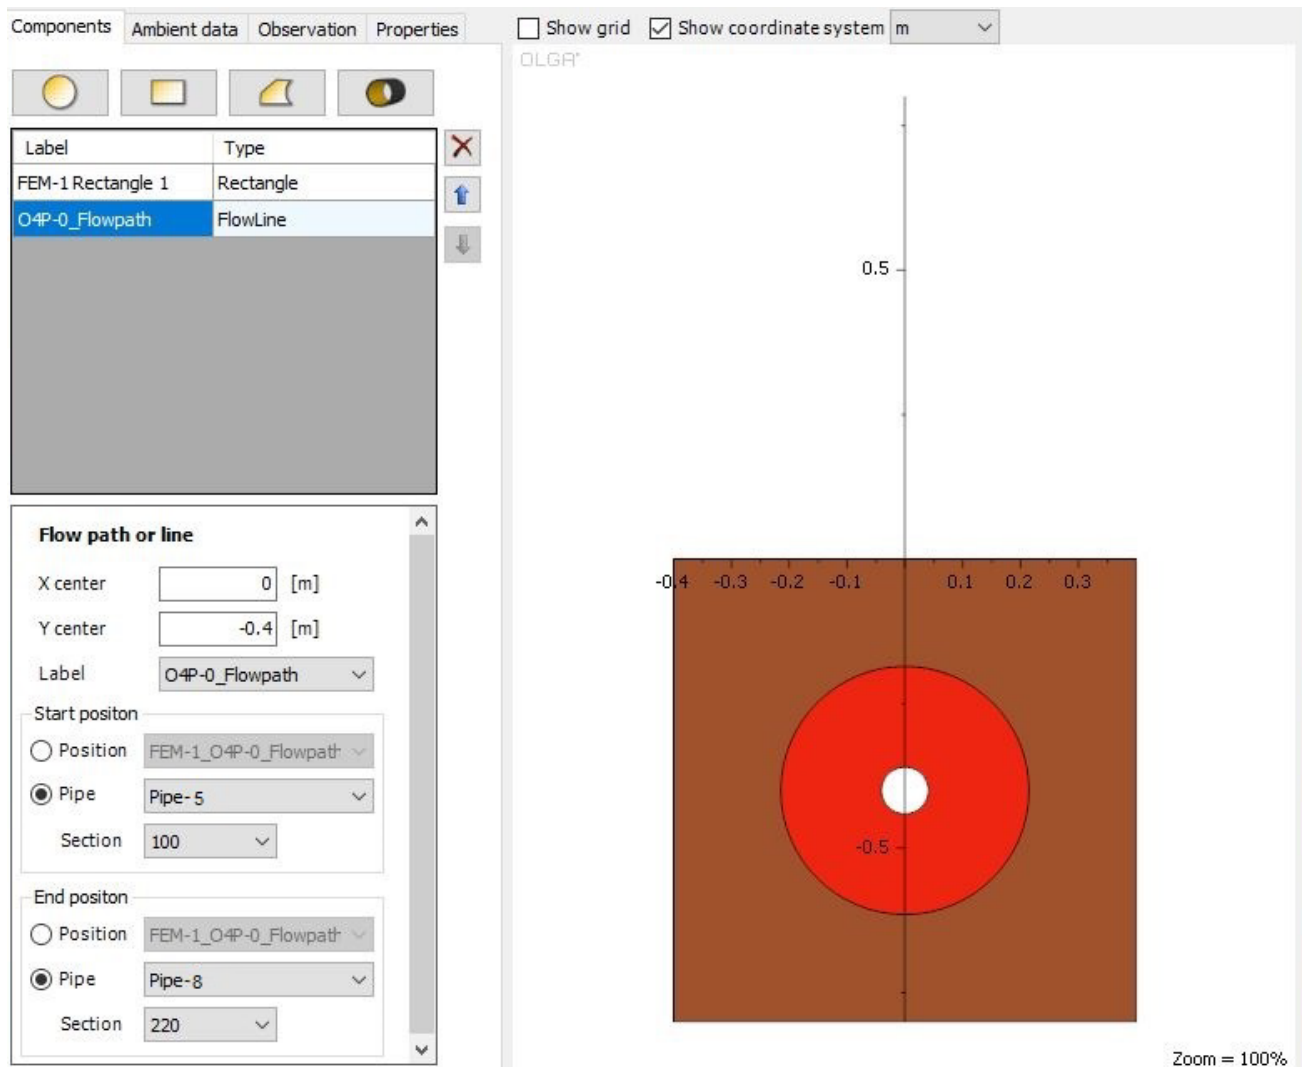 Components Ambient data Observation Properties
Show grid Show coordinate system m
OLGA
Label Type
FEM-1 Rectangle 1 Rectangle
O4P-0_Flowpath FlowLine
0.5
Flow path or line
X center 0 [m]
Y center -0.4 [m]
Label O4P-0_Flowpath
Start positon
Position FEM-1_O4P-0_Flowpath
Pipe Pipe-5
Section 100
End positon
Position FEM-1_O4P-0_Flowpath
Pipe Pipe-8
Section 220
-0.4 -0.3 -0.2 -0.1 0.1 0.2 0.3
-0.5
Zoom = 100%